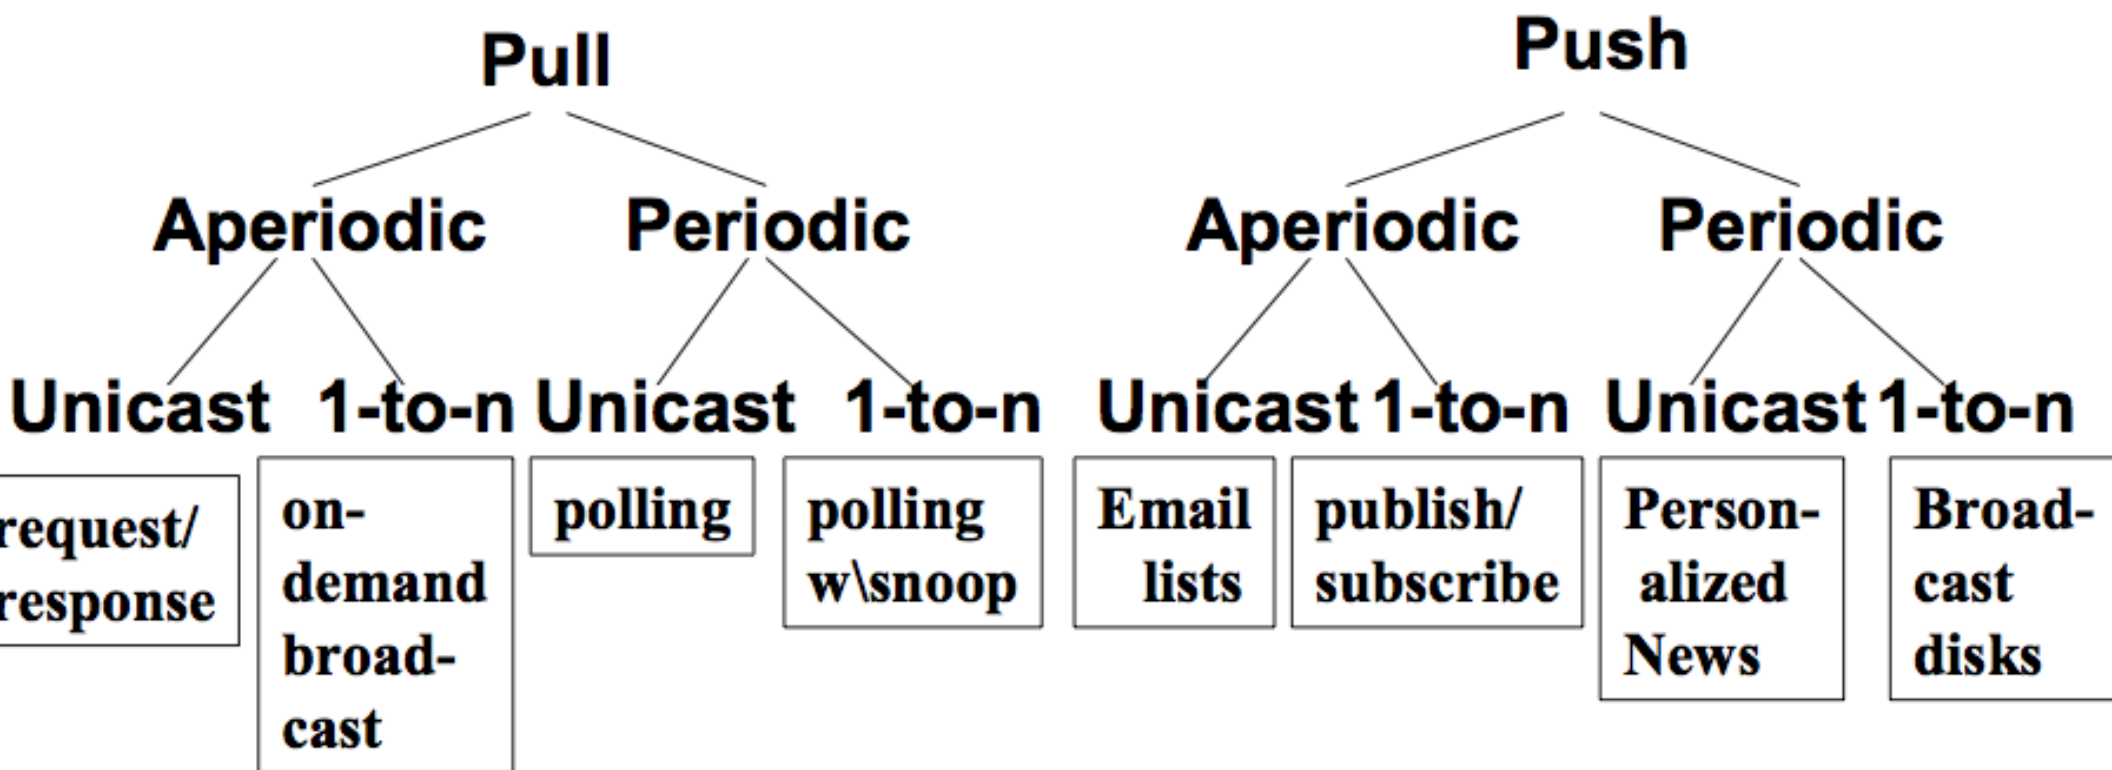 Pull
Push
Aperiodic
Periodic
Aperiodic
Periodic
Unicast
1-to-n
Unicast
1-to-n
Unicast
1-to-n
Unicast
1-to-n
request/
response
on-
demand
broad-
cast
polling
polling
w\snoop
Email
lists
publish/
subscribe
Person-
alized
News
Broad-
cast
disks